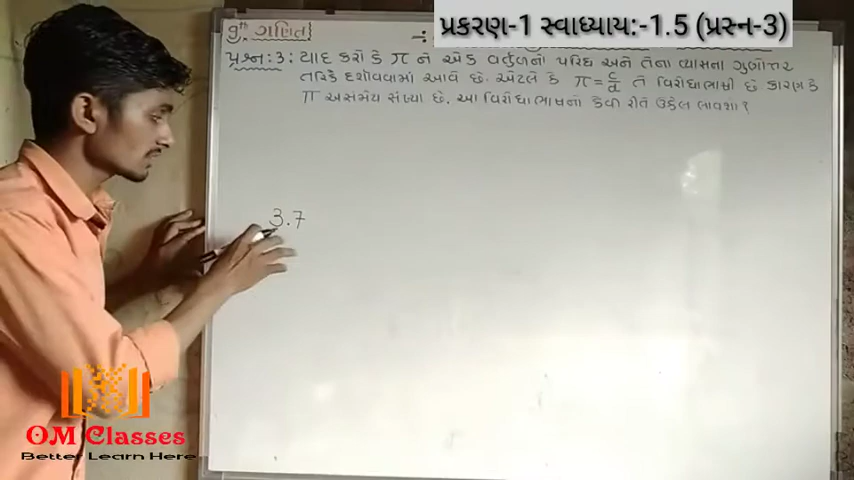 પ્રકરણ-1 સ્વાધ્યાય:-1.5 (પ્રશ્ન-3)
9th ગણિત
પ્રશ્ન:3: યાદ કરો કે π ને એક વર્તુળના પરિઘ અને તેના વ્યાસના ગુણોત્તર
તરીકે દર્શાવવામાં આવે છે. એટલે કે π = c/d તે વિરોધાભાષી છે કારણ કે
π અસંમેય સંખ્યા છે. આ વિરોધાભાષનો કેવી રીતે ઉકેલ લાવશો?
3.7
OM Classes
Better Learn Here